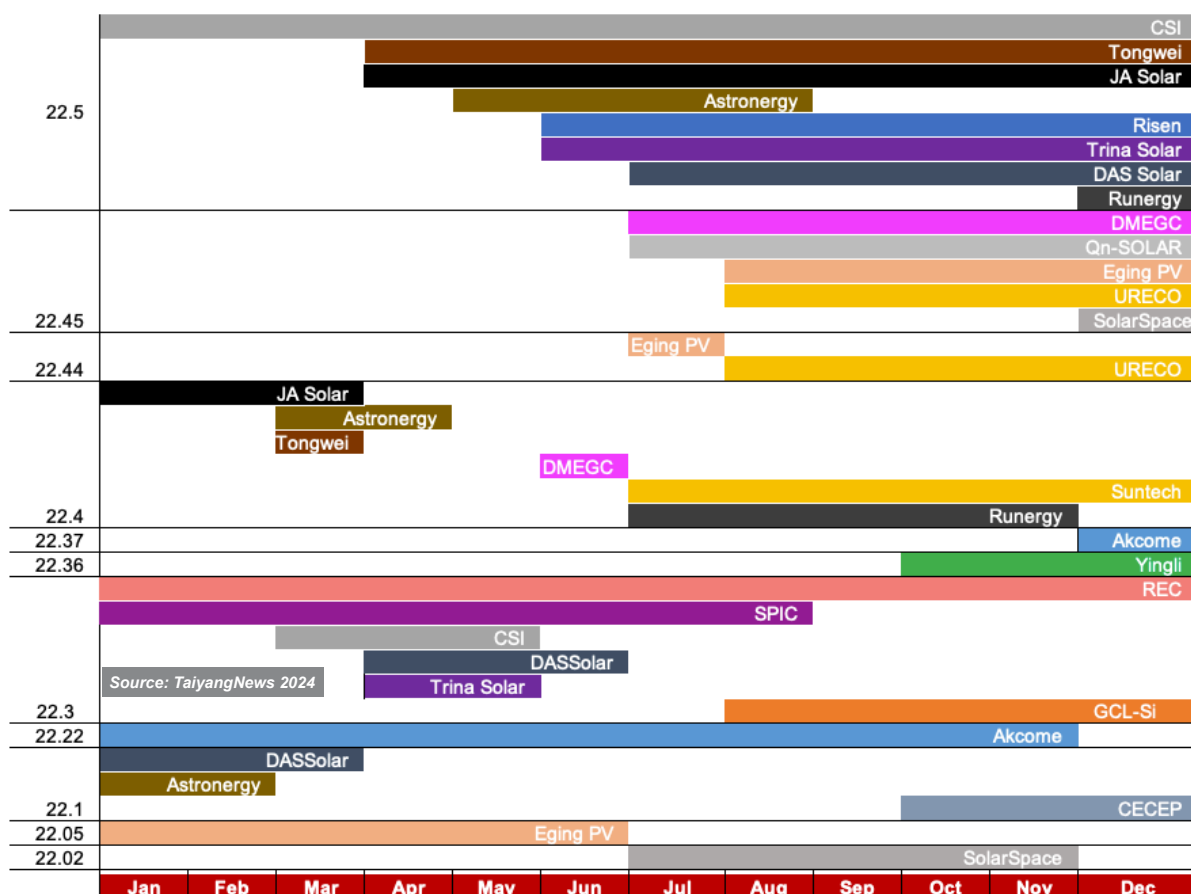 CSI
Tongwei
JA Solar
Astronergy
22.5
Risen
Trina Solar
DAS Solar
Runergy
DMEGC
Qn-SOLAR
Eging PV
URECO
22.45 SolarSpace
Eging PV
22.44 URECO
JA Solar
Astronergy
Tongwei
DMEGC
Suntech
22.4 Runergy
22.37 Akcome
22.36 Yingli
REC
SPIC
CSI
DASSolar
Source: TaiyangNews 2024 Trina Solar
22.3 GCL-Si
22.22 Akcome
DASSolar
Astronergy
22.1 CECEP
22.05 Eging PV
22.02 SolarSpace
Jan Feb Mar Apr May Jun Jul Aug Sep Oct Nov Dec